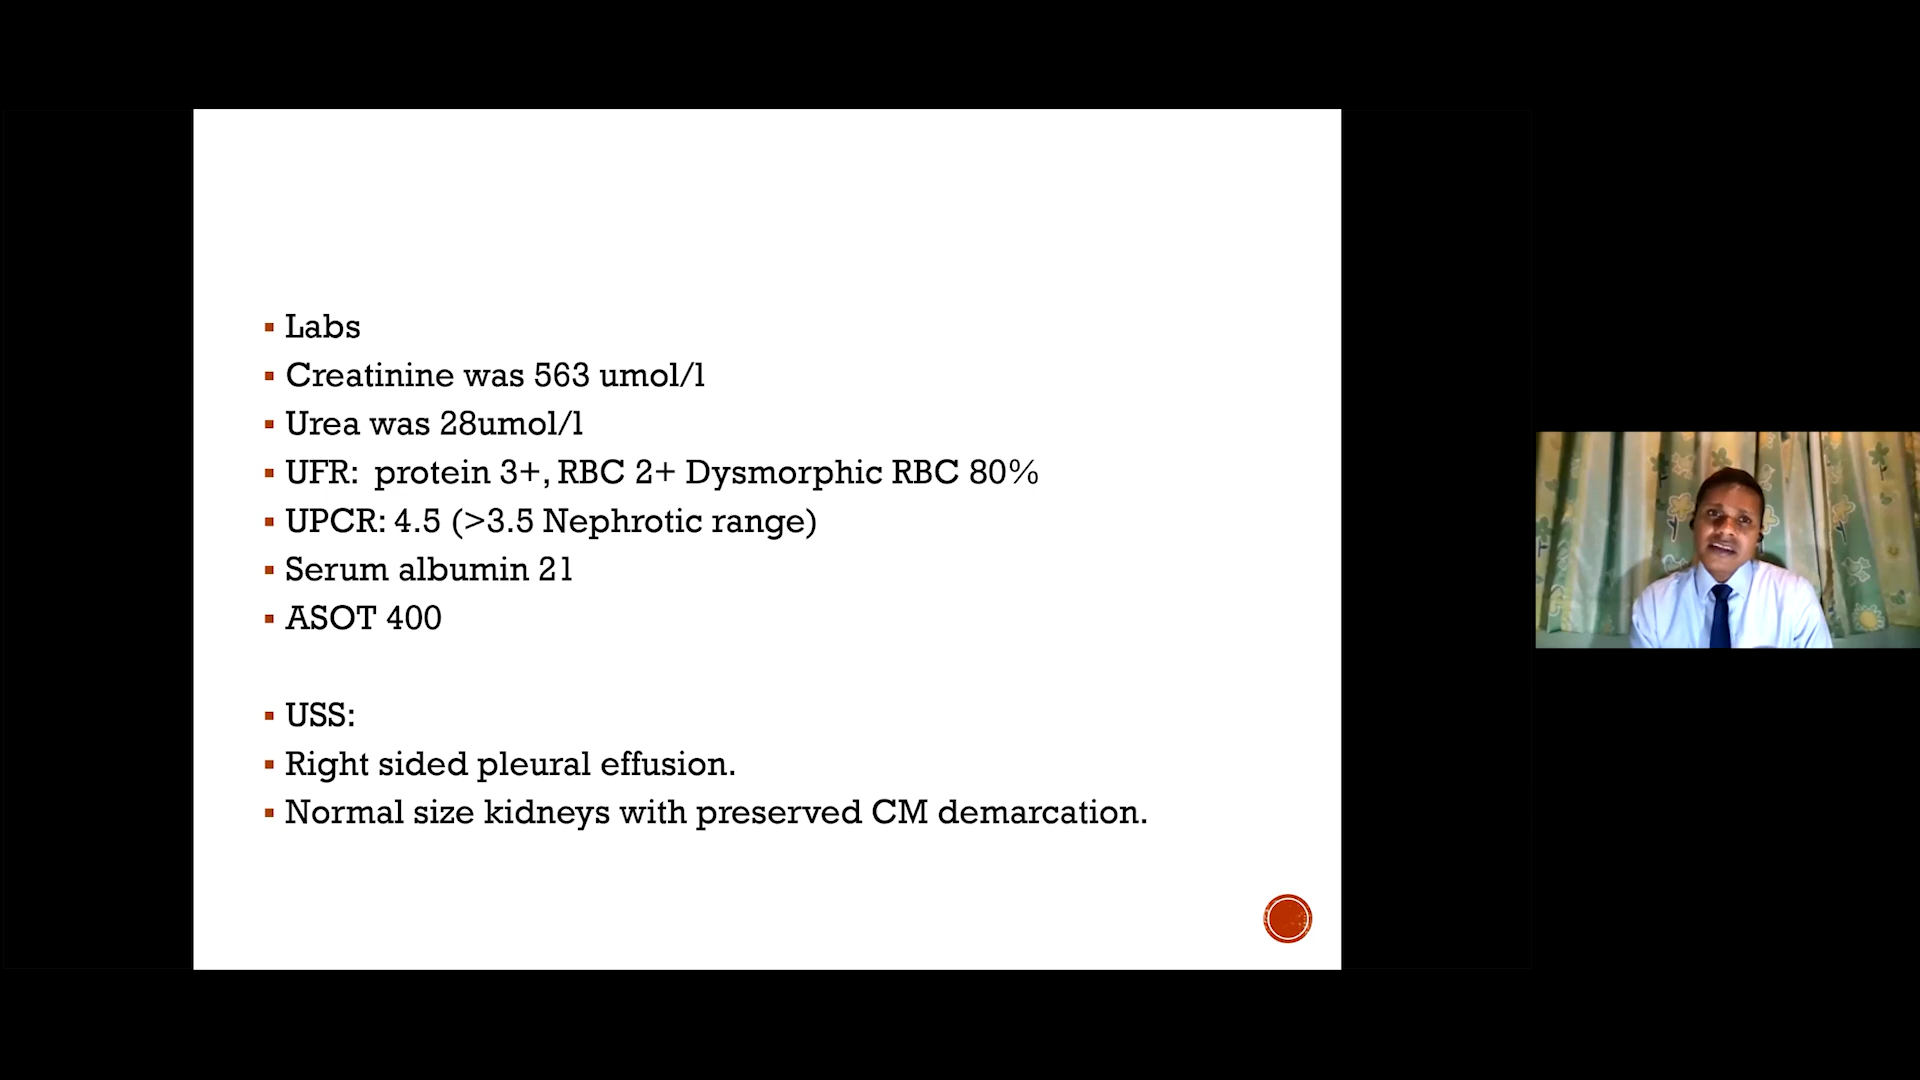 Labs
Creatinine was 563 umol/l
Urea was 28umol/l
UFR: protein 3+, RBC 2+ Dysmorphic RBC 80%
UPCR: 4.5 (>3.5 Nephrotic range)
Serum albumin 21
ASOT 400
USS:
Right sided pleural effusion.
Normal size kidneys with preserved CM demarcation.